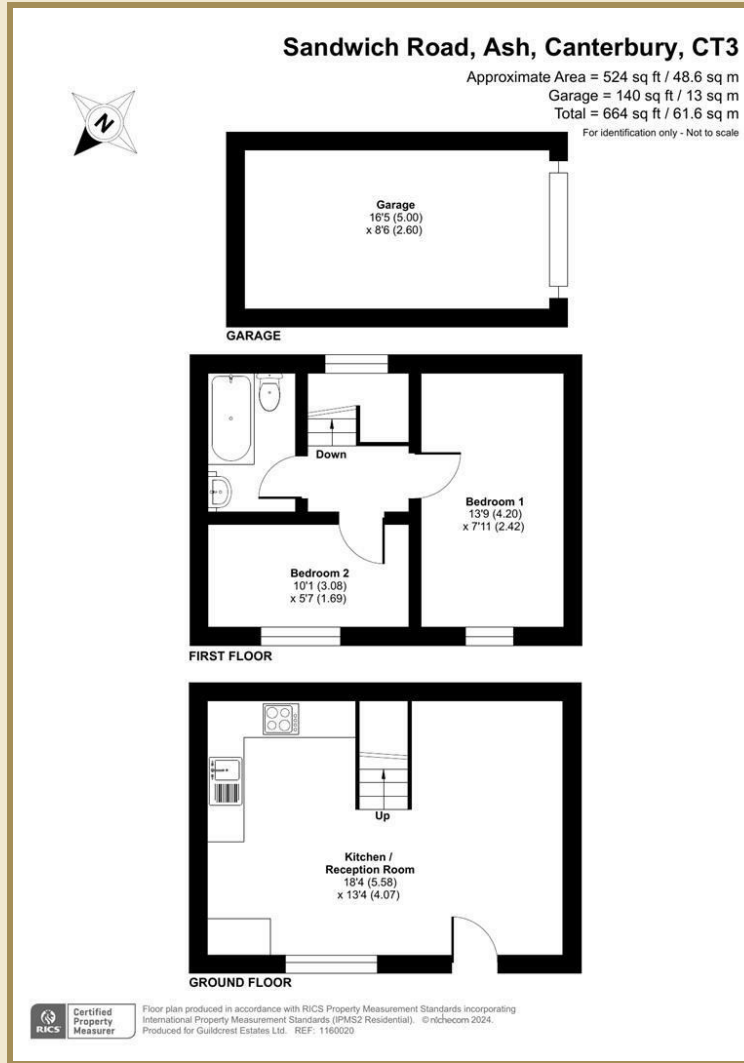 Sandwich Road, Ash, Canterbury, CT3
Approximate Area = 524 sq ft / 48.6 sq m
Garage = 140 sq ft / 13 sq m
Total = 664 sq ft / 61.6 sq m
For identification only - Not to scale
N
Garage
16'5 (5.00)
x 8'6 (2.60)
GARAGE
Down
Bedroom 1
13'9 (4.20)
x 7'11 (2.42)
Bedroom 2
10'1 (3.08)
x 5'7 (1.69)
FIRST FLOOR
Up
Kitchen /
Reception Room
18'4 (5.58)
x 13'4 (4.07)
GROUND FLOOR
RICS
Certified
Property
Measurer
Floor plan produced in accordance with RICS Property Measurement Standards incorporating
International Property Measurement Standards (IPMS2 Residential). ©nichecom 2024.
Produced for Guildcrest Estates Ltd. REF: 1160020